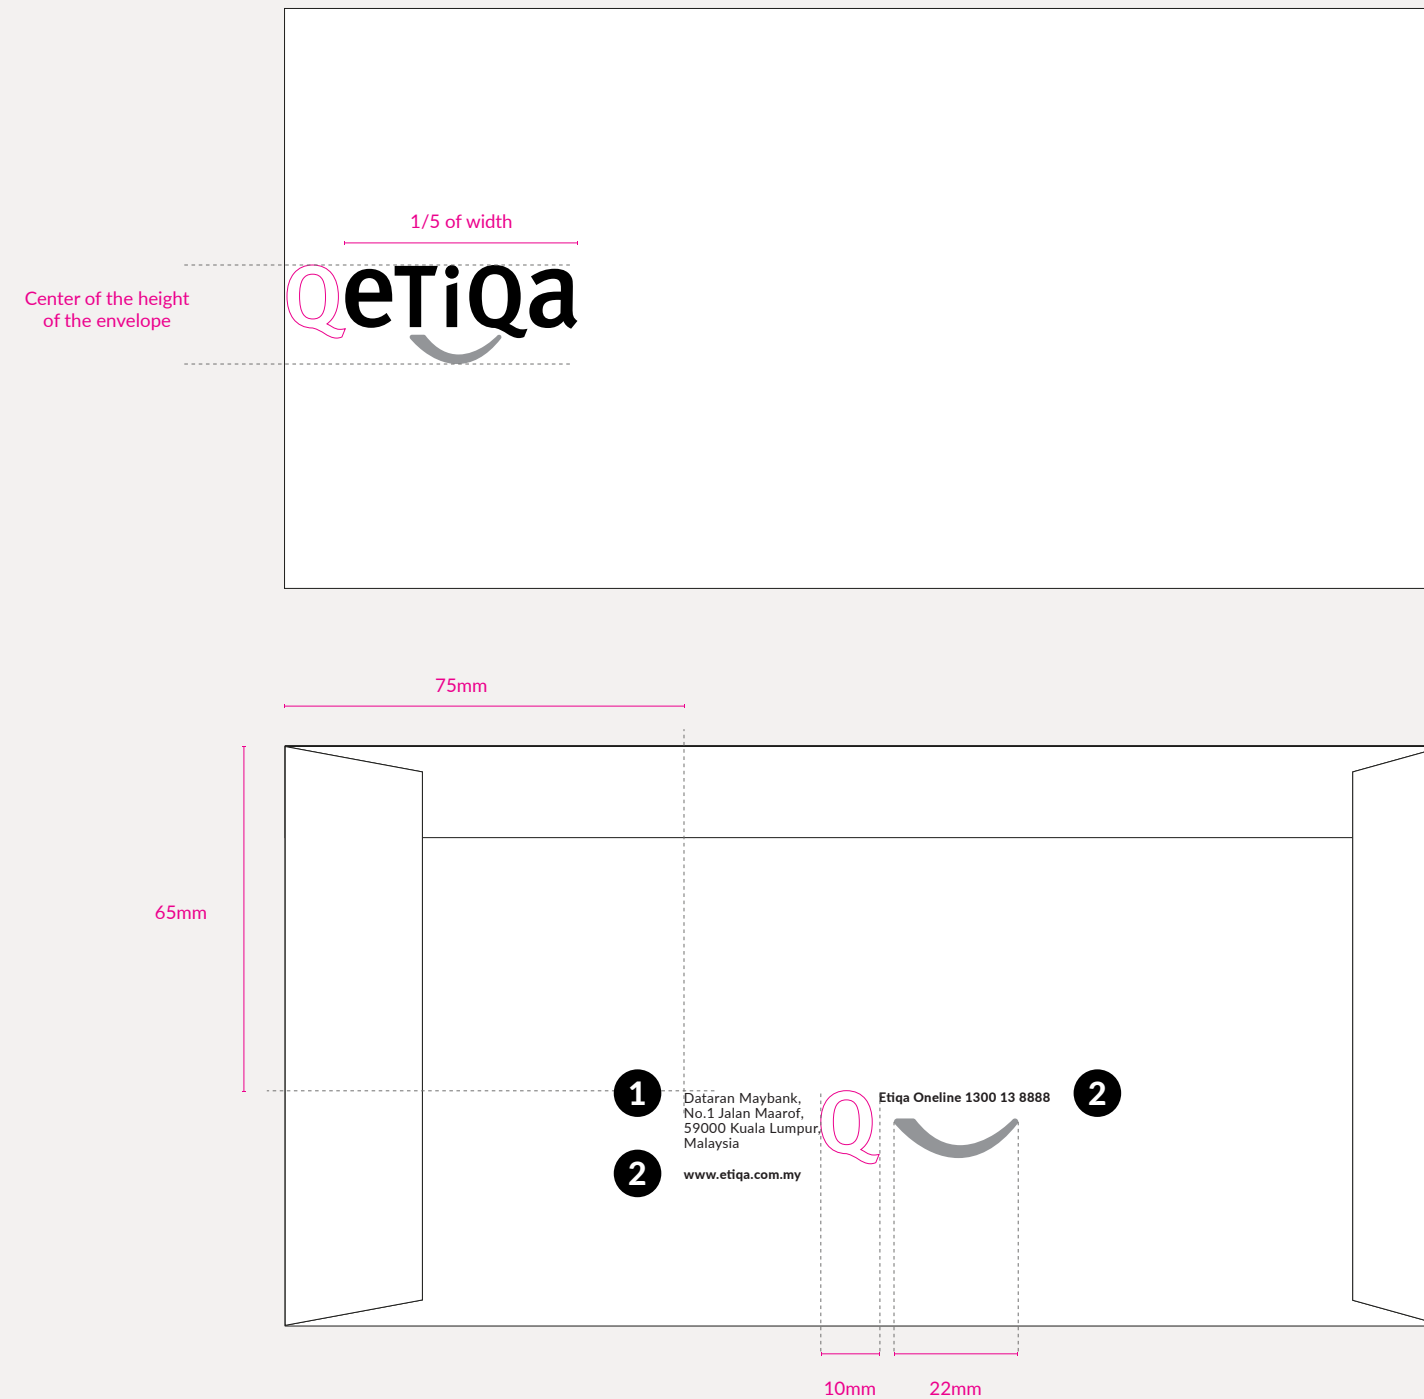 1/5 of width
Center of the height
of the envelope
Q
eTiQa
75mm
65mm
1
Dataran Maybank,
No.1 Jalan Maarof,
59000 Kuala Lumpur,
Malaysia
2
www.etiqa.com.my
Q
Etiqa Oneline 1300 13 8888
2
10mm
22mm